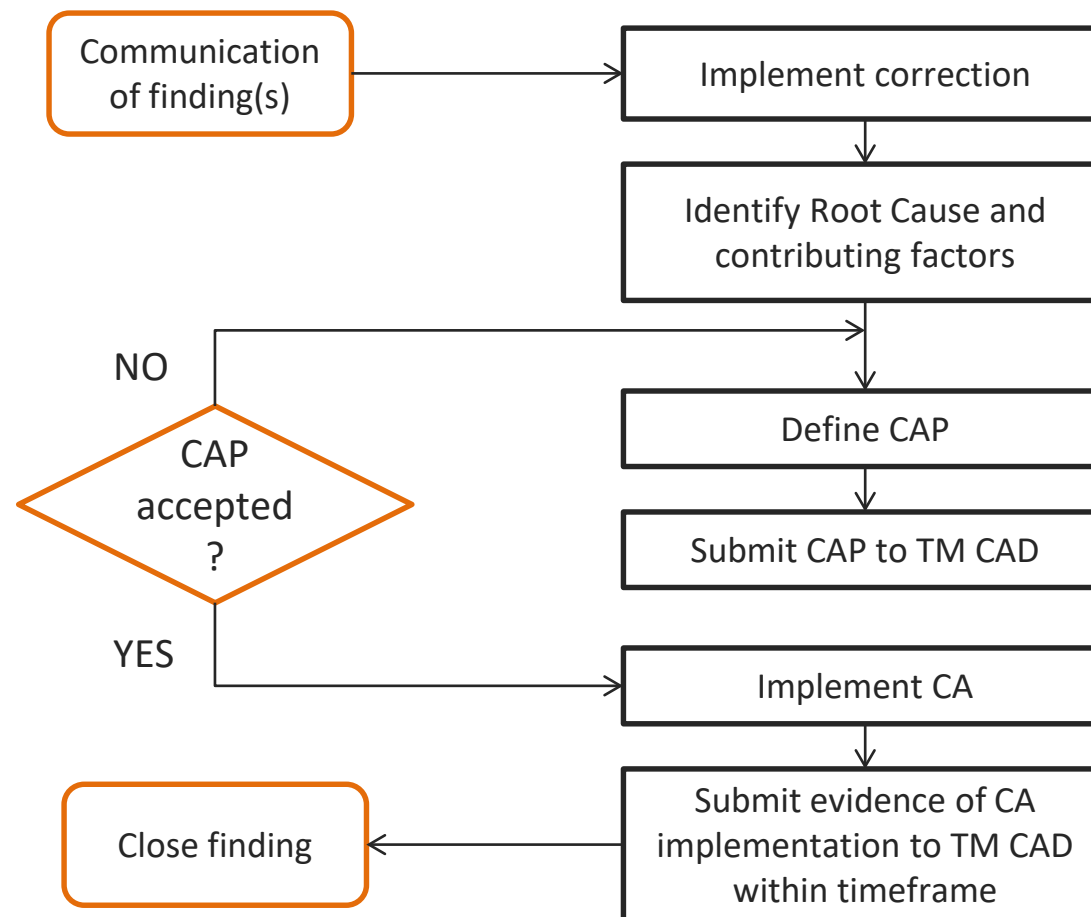 Communication
of finding(s)
Implement correction
Identify Root Cause and
contributing factors
NO
CAP
accepted
?
Define CAP
Submit CAP to TM CAD
YES
Implement CA
Close finding
Submit evidence of CA
implementation to TM CAD
within timeframe